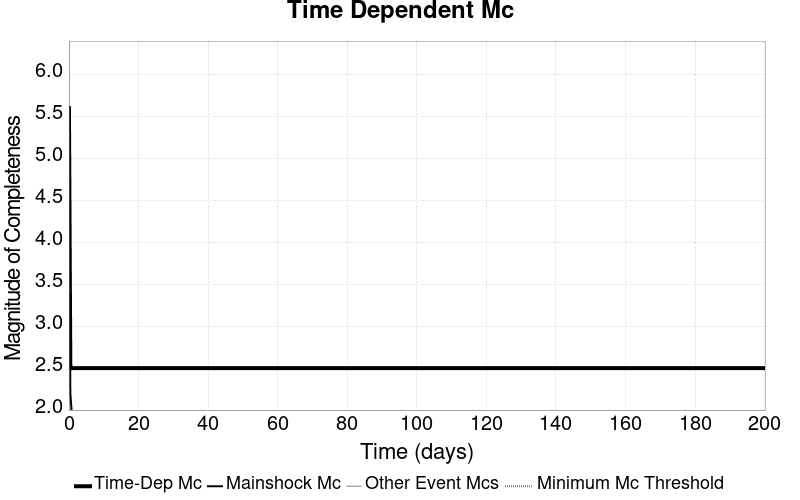 Time Dependent Mc
Magnitude of Completeness
6.0
5.5
5.0
4.5
4.0
3.5
3.0
2.5
2.0
0 20 40 60 80 100 120 140 160 180 200
Time (days)
Time-Dep Mc Mainshock Mc Other Event Mcs Minimum Mc Threshold